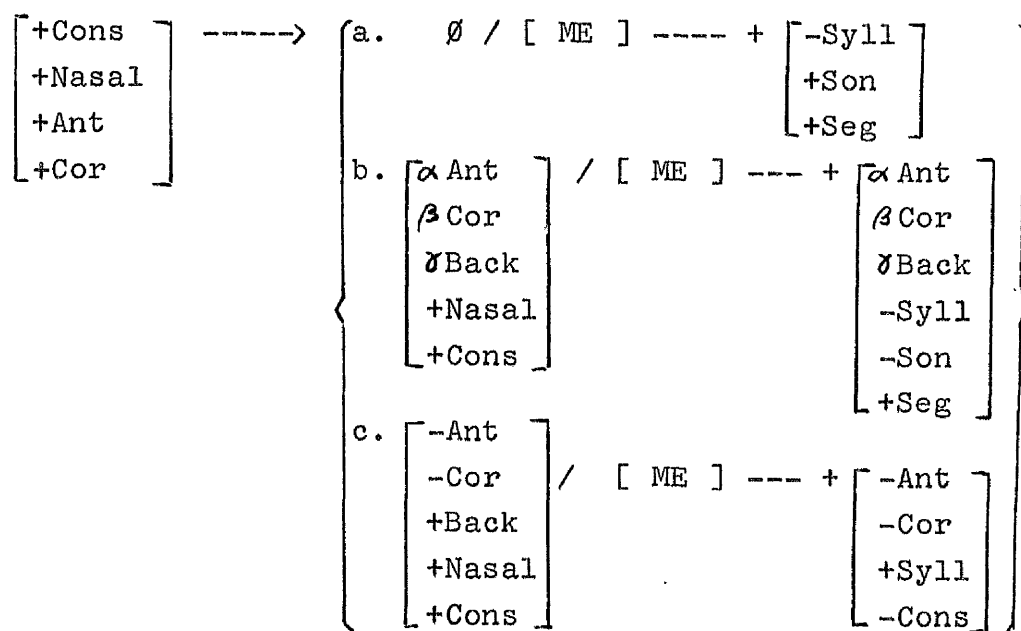 [+Cons +Nasal +Ant +Cor] -----> {
a. Ø / [ ME ] ---- + [-Syll +Son +Seg]
b. [α Ant β Cor γ Back +Nasal +Cons] / [ ME ] --- + [α Ant β Cor γ Back -Syll -Son +Seg]
c. [-Ant -Cor +Back +Nasal +Cons] / [ ME ] --- + [-Ant -Cor +Syll -Cons]
}